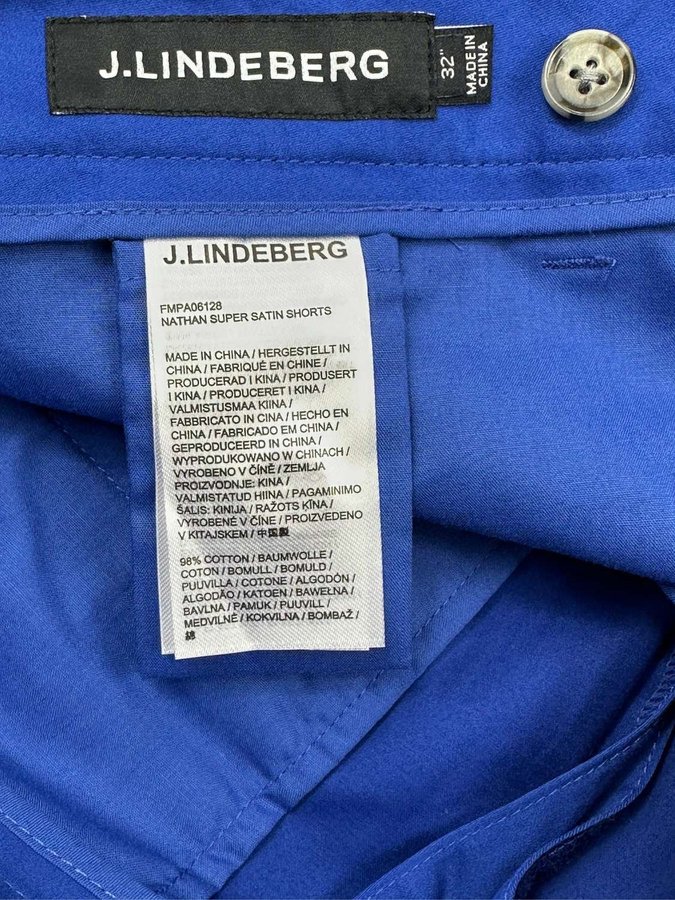 J.LINDEBERG
32"
MADE IN
CHINA
J.LINDEBERG
FMPA06128
NATHAN SUPER SATIN SHORTS
MADE IN CHINA / HERGESTELLT IN
CHINA / FABRIQUÉ EN CHINE /
PRODUCERAD I KINA / PRODUSERT
I KINA / PRODUCERET I KINA /
VALMISTUSMAA KIINA /
FABBRICATO IN CINA / HECHO EN
CHINA / FABRICADO EM CHINA /
GEPRODUCEERD IN CHINA /
WYPRODUKOWANO W CHINACH /
VYROBENO V ČÍNĚ / ZEMLJA
PROIZVODNJE: KINA /
VALMISTATUD HIINA / PAGAMINIMO
ŠALIS: KINIJA / RAŽOTS ĶĪNA /
VYROBENÉ V ČÍNE / PROIZVEDENO
V KITAJSKEM / 中国製
98% COTTON / BAUMWOLLE /
COTON / BOMULL / BOMULD /
PUUVILLA / COTONE / ALGODÓN /
ALGODÃO / KATOEN / BAWEŁNA /
BAVLNA / PAMUK / PUUVILL /
MEDVILNĖ / KOKVILNA / BOMBAŽ /
綿